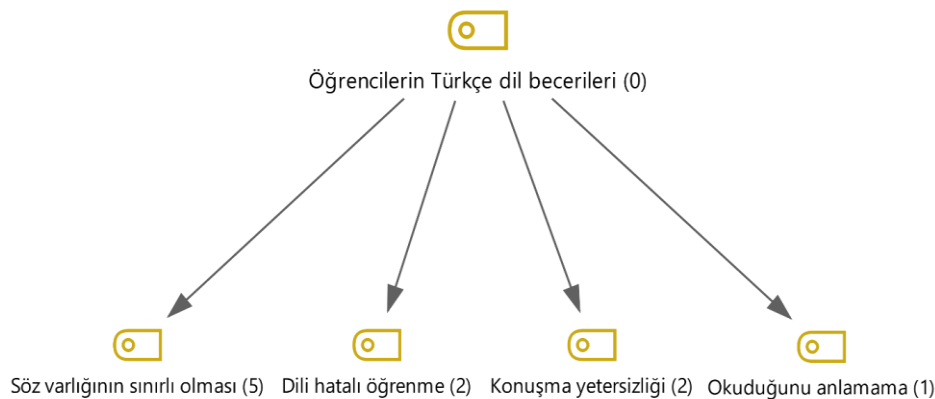 Öğrencilerin Türkçe dil becerileri (0)
Söz varlığının sınırlı olması (5)
Dili hatalı öğrenme (2)
Konuşma yetersizliği (2)
Okuduğunu anlamama (1)